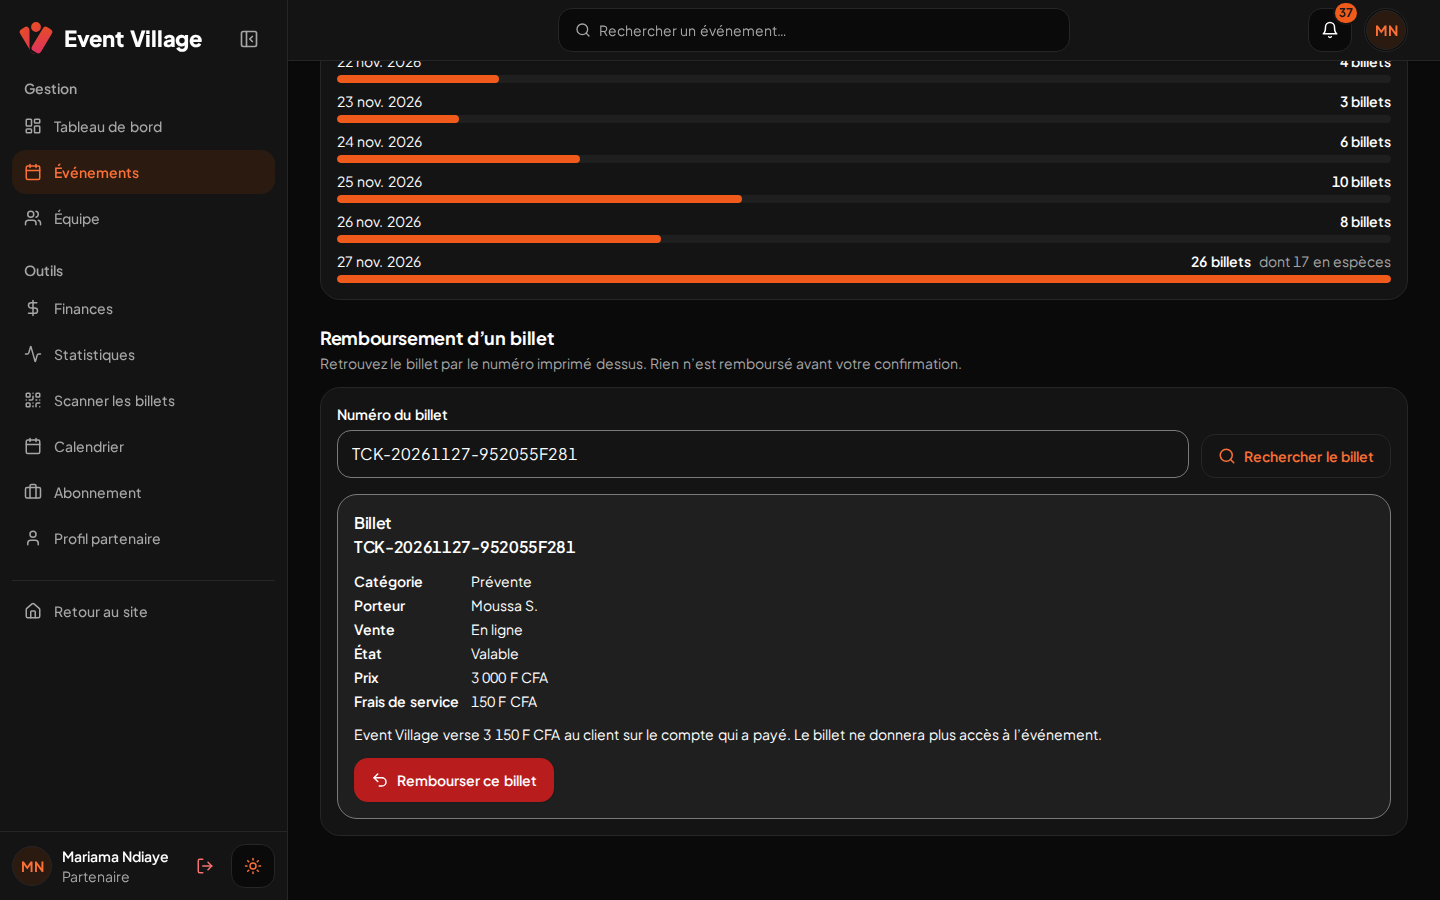 Event Village
Rechercher un événement...
37
MN
Gestion
Tableau de bord
Événements
Équipe
Outils
Finances
Statistiques
Scanner les billets
Calendrier
Abonnement
Profil partenaire
Retour au site
MN
Mariama Ndiaye
Partenaire
22 nov. 2026 4 billets
23 nov. 2026 3 billets
24 nov. 2026 6 billets
25 nov. 2026 10 billets
26 nov. 2026 8 billets
27 nov. 2026 26 billets dont 17 en espèces
Remboursement d’un billet
Retrouvez le billet par le numéro imprimé dessus. Rien n’est remboursé avant votre confirmation.
Numéro du billet
TCK-20261127-952055F281
Rechercher le billet
Billet
TCK-20261127-952055F281
Catégorie Prévente
Porteur Moussa S.
Vente En ligne
État Valable
Prix 3 000 F CFA
Frais de service 150 F CFA
Event Village verse 3 150 F CFA au client sur le compte qui a payé. Le billet ne donnera plus accès à l’événement.
Rembourser ce billet